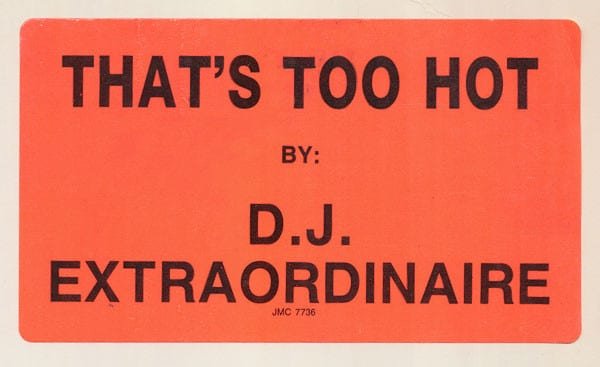 THAT'S TOO HOT
BY:
D.J.
EXTRAORDINAIRE
JMC 7736